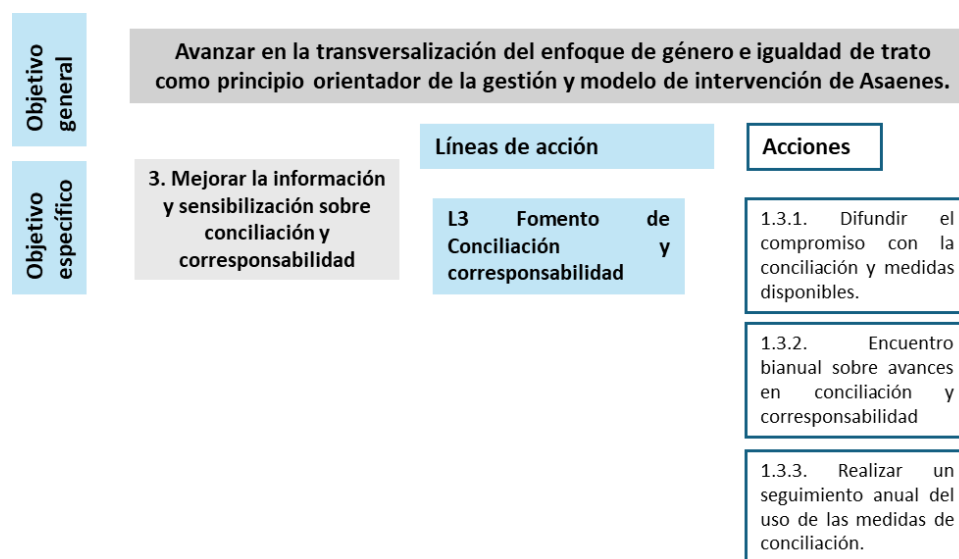 Objetivo
general
Avanzar en la transversalización del enfoque de género e igualdad de trato
como principio orientador de la gestión y modelo de intervención de Asaenes.
Líneas de acción
Acciones
Objetivo
específico
3. Mejorar la información
y sensibilización sobre
conciliación y
corresponsabilidad
L3 Fomento de
Conciliación y
corresponsabilidad
1.3.1. Difundir el
compromiso con la
conciliación y medidas
disponibles.
1.3.2. Encuentro
bianual sobre avances
en conciliación y
corresponsabilidad
1.3.3. Realizar un
seguimiento anual del
uso de las medidas de
conciliación.